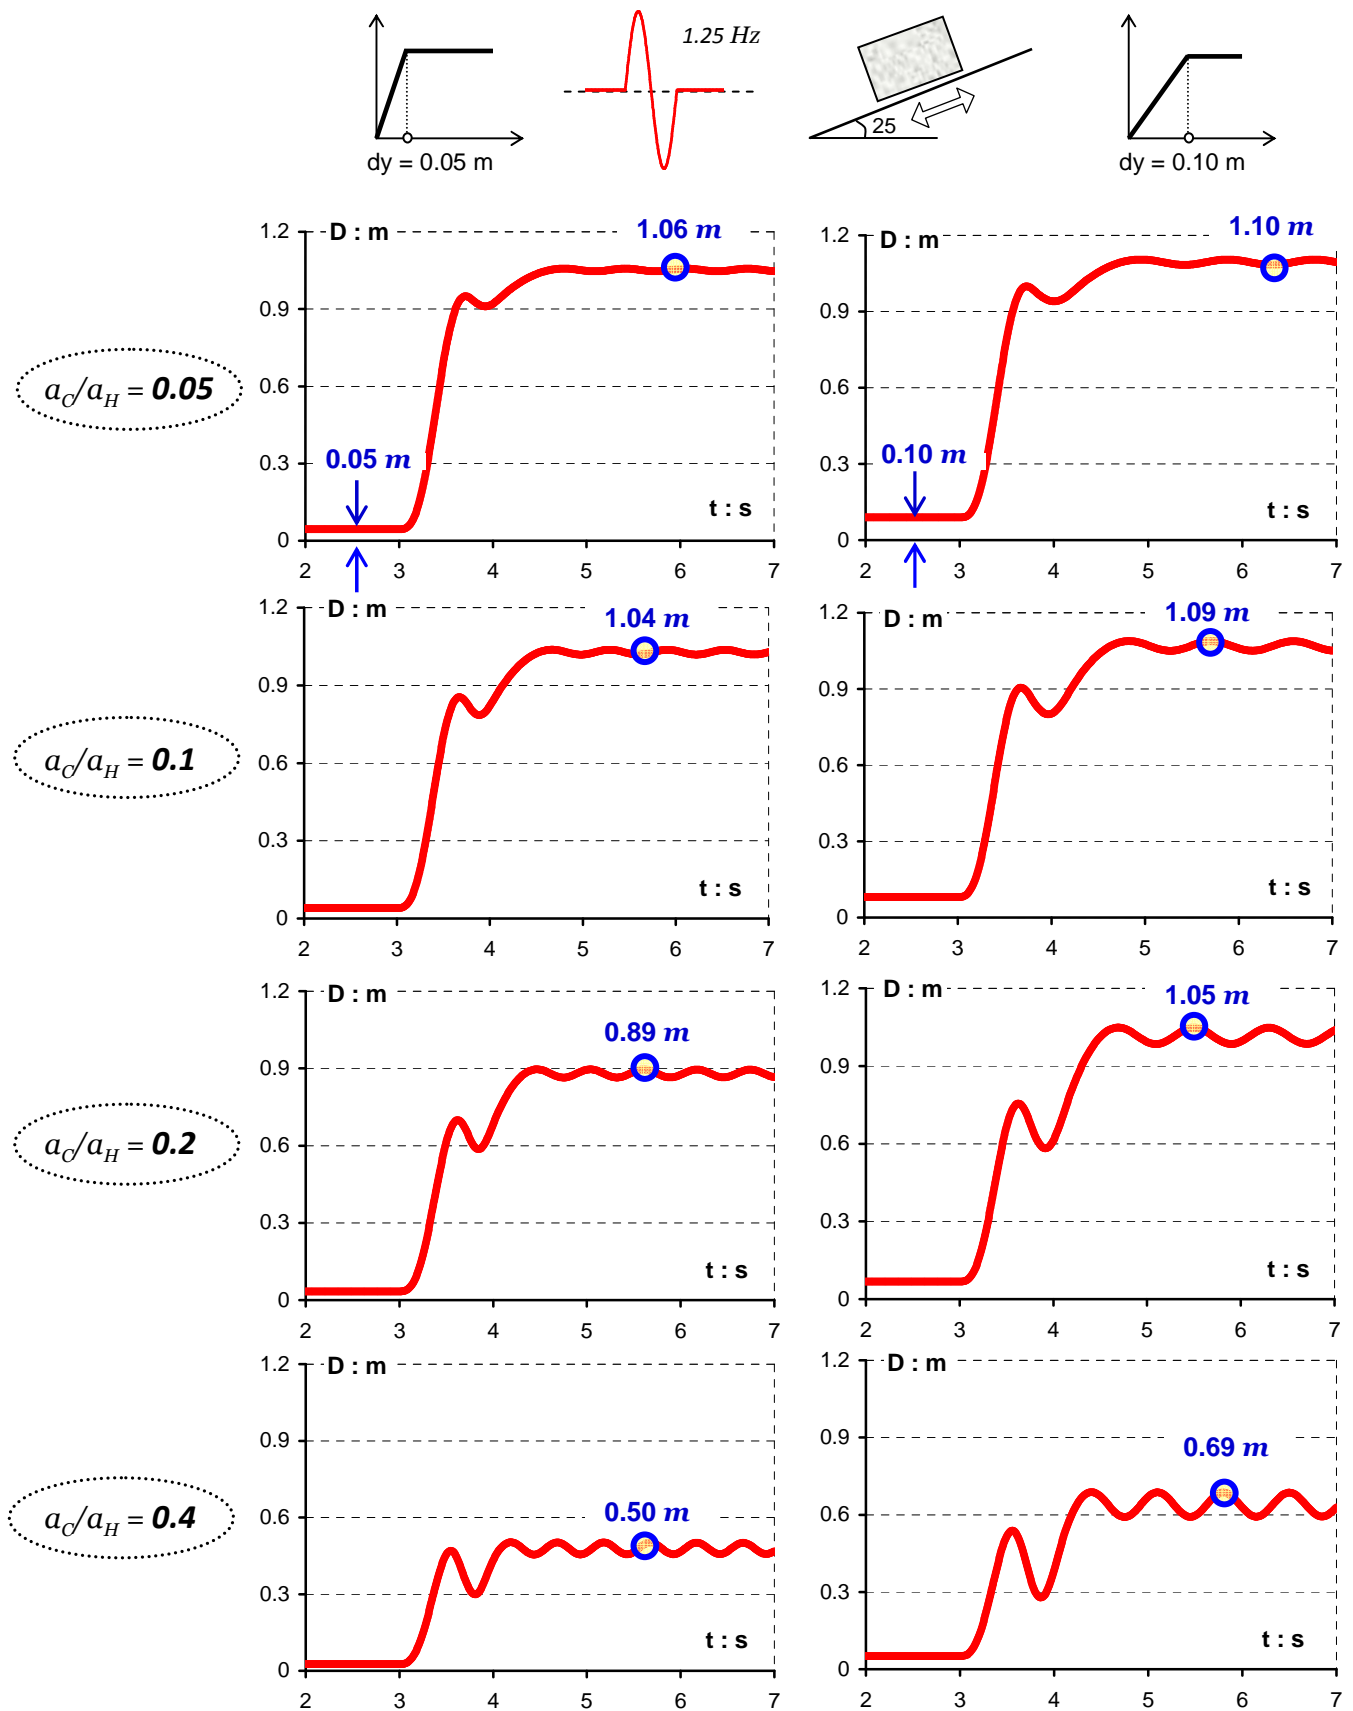 1.25 Hz
25
dy = 0.05 m
dy = 0.10 m
a_C/a_H = 0.05
D : m
1.06 m
0.05 m
t : s
1.2
0.9
0.6
0.3
0
2 3 4 5 6 7
D : m
1.10 m
0.10 m
t : s
1.2
0.9
0.6
0.3
0
2 3 4 5 6 7
a_C/a_H = 0.1
D : m
1.04 m
t : s
1.2
0.9
0.6
0.3
0
2 3 4 5 6 7
D : m
1.09 m
t : s
1.2
0.9
0.6
0.3
0
2 3 4 5 6 7
a_C/a_H = 0.2
D : m
0.89 m
t : s
1.2
0.9
0.6
0.3
0
2 3 4 5 6 7
D : m
1.05 m
t : s
1.2
0.9
0.6
0.3
0
2 3 4 5 6 7
a_C/a_H = 0.4
D : m
0.50 m
t : s
1.2
0.9
0.6
0.3
0
2 3 4 5 6 7
D : m
0.69 m
t : s
1.2
0.9
0.6
0.3
0
2 3 4 5 6 7